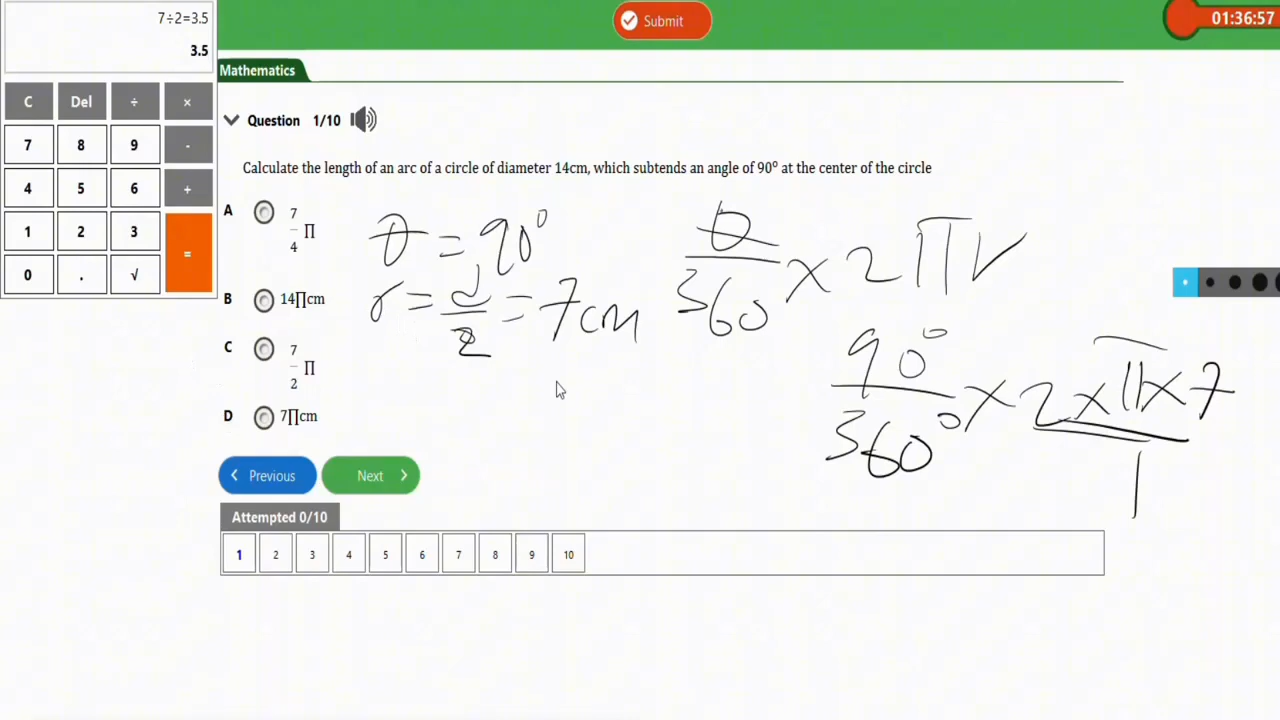 7÷2=3.5
3.5
C Del ÷ ×
7 8 9 -
4 5 6 +
1 2 3 =
0 . √
Submit
01:36:57
Mathematics
Question 1/10
Calculate the length of an arc of a circle of diameter 14cm, which subtends an angle of 90⁰ at the center of the circle
A 7/4 ∏
B 14∏cm
C 7/2 ∏
D 7∏cm
θ = 90°
r = d/2 = 7cm
θ/360 × 2πr
90°/360° × 2×π×7/1
Previous Next
Attempted 0/10
1 2 3 4 5 6 7 8 9 10